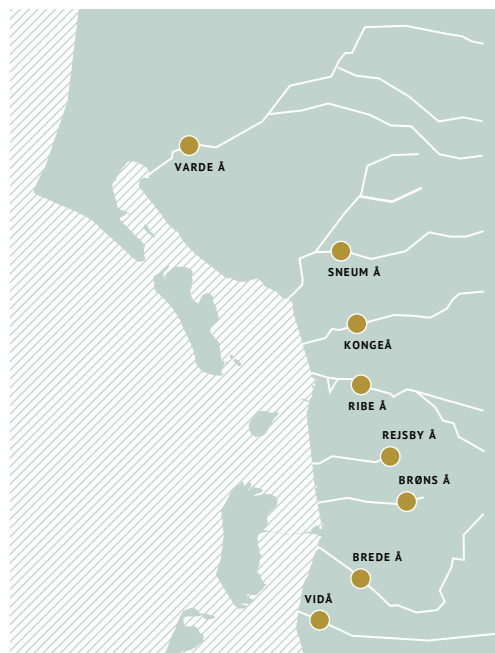 VARDE Å
SNEUM Å
KONGEÅ
RIBE Å
REJSBY Å
BRØNS Å
BREDE Å
VIDÅ